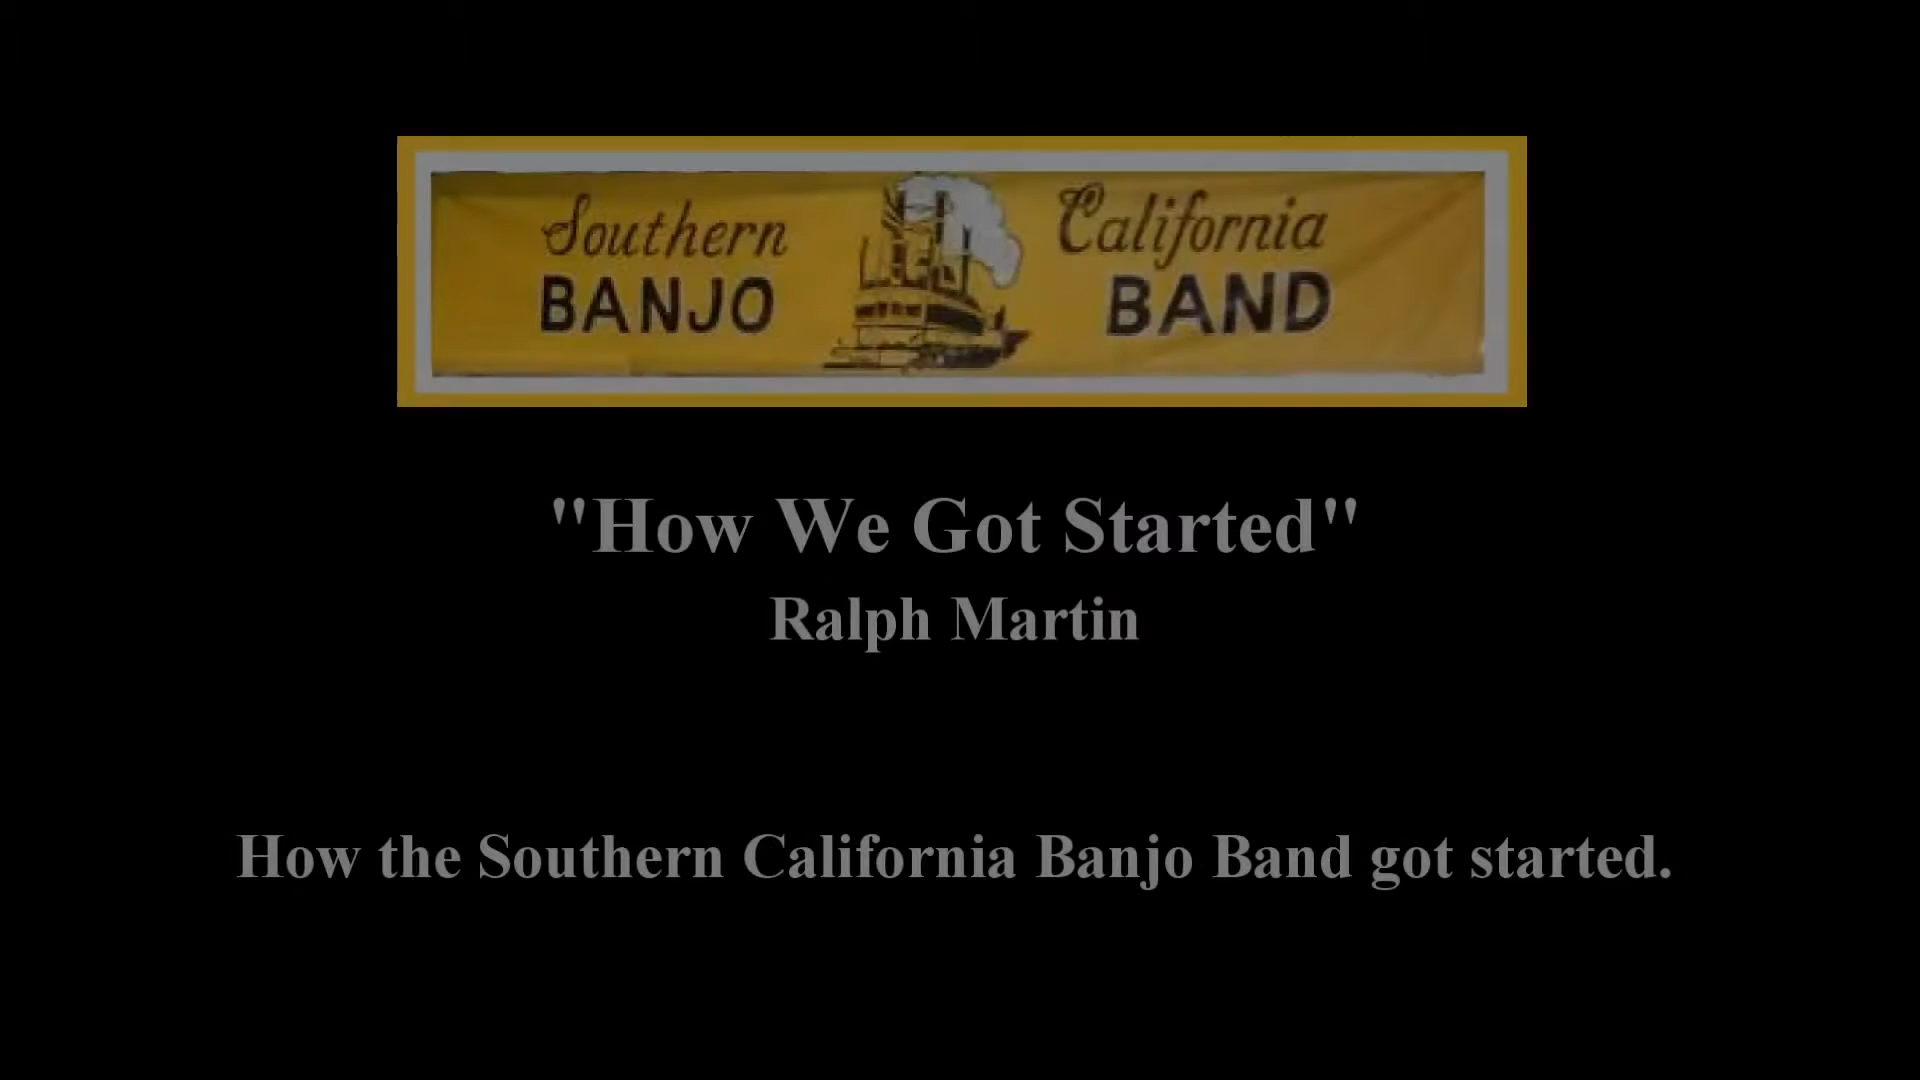 Southern California
BANJO BAND
"How We Got Started"
Ralph Martin
How the Southern California Banjo Band got started.